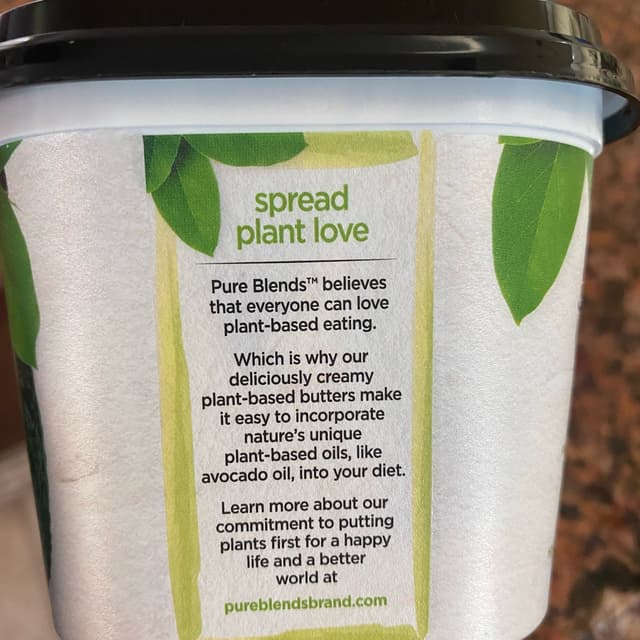 spread
plant love
Pure Blends™ believes
that everyone can love
plant-based eating.
Which is why our
deliciously creamy
plant-based butters make
it easy to incorporate
nature's unique
plant-based oils, like
avocado oil, into your diet.
Learn more about our
commitment to putting
plants first for a happy
life and a better
world at
pureblendsbrand.com